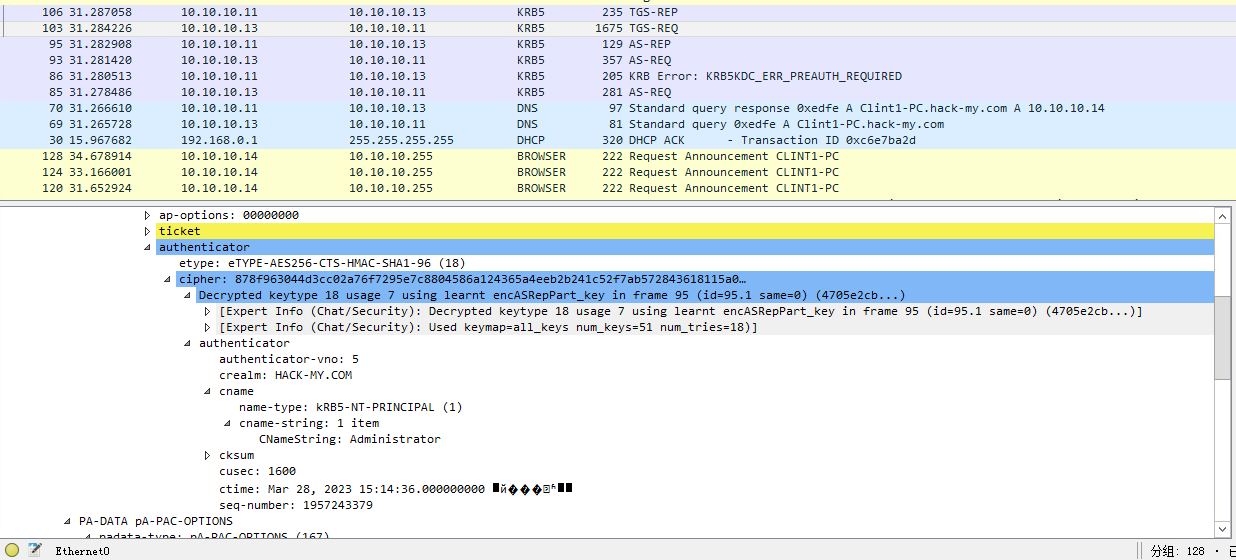 106 31.287058 10.10.10.11 10.10.10.13 KRB5 235 TGS-REP
103 31.284226 10.10.10.13 10.10.10.11 KRB5 1675 TGS-REQ
95 31.282908 10.10.10.11 10.10.10.13 KRB5 129 AS-REP
93 31.281420 10.10.10.13 10.10.10.11 KRB5 357 AS-REQ
86 31.280513 10.10.10.11 10.10.10.13 KRB5 205 KRB Error: KRB5KDC_ERR_PREAUTH_REQUIRED
85 31.278486 10.10.10.13 10.10.10.11 KRB5 281 AS-REQ
70 31.266610 10.10.10.11 10.10.10.13 DNS 97 Standard query response 0xedfe A Clint1-PC.hack-my.com A 10.10.10.14
69 31.265728 10.10.10.13 10.10.10.11 DNS 81 Standard query 0xedfe A Clint1-PC.hack-my.com
30 15.967682 192.168.0.1 255.255.255.255 DHCP 320 DHCP ACK - Transaction ID 0xc6e7ba2d
128 34.678914 10.10.10.14 10.10.10.255 BROWSER 222 Request Announcement CLINT1-PC
124 33.166001 10.10.10.14 10.10.10.255 BROWSER 222 Request Announcement CLINT1-PC
120 31.652924 10.10.10.14 10.10.10.255 BROWSER 222 Request Announcement CLINT1-PC
ap-options: 00000000
ticket
authenticator
etype: eTYPE-AES256-CTS-HMAC-SHA1-96 (18)
cipher: 878f963044d3cc02a76f7295e7c8804586a124365a4eeb2b241c52f7ab572843618115a0…
Decrypted keytype 18 usage 7 using learnt encASRepPart_key in frame 95 (id=95.1 same=0) (4705e2cb...)
[Expert Info (Chat/Security): Decrypted keytype 18 usage 7 using learnt encASRepPart_key in frame 95 (id=95.1 same=0) (4705e2cb...)]
[Expert Info (Chat/Security): Used keymap=all_keys num_keys=51 num_tries=18)]
authenticator
authenticator-vno: 5
crealm: HACK-MY.COM
cname
name-type: kRB5-NT-PRINCIPAL (1)
cname-string: 1 item
CNameString: Administrator
cksum
cusec: 1600
ctime: Mar 28, 2023 15:14:36.000000000
seq-number: 1957243379
PA-DATA pA-PAC-OPTIONS
padata-type: pA-PAC-OPTIONS (167)
Ethernet0
分组: 128 ·